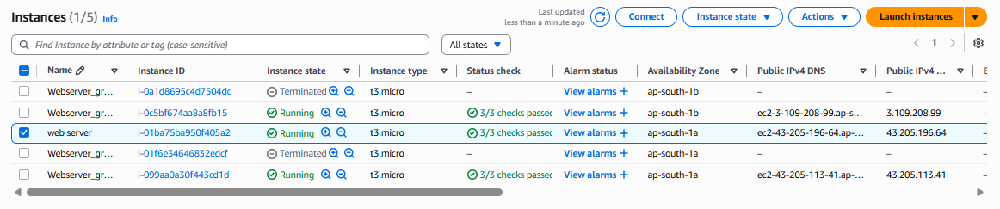 Instances (1/5) Info
Last updated
less than a minute ago
Connect Instance state Actions Launch instances
Find Instance by attribute or tag (case-sensitive) All states 1
Name Instance ID Instance state Instance type Status check Alarm status Availability Zone Public IPv4 DNS Public IPv4 ... E
Webserver_gr... i-0a1d8695c4d7504dc Terminated t3.micro – View alarms + ap-south-1b – – –
Webserver_gr... i-0c5bf674aa8a8fb15 Running t3.micro 3/3 checks passed View alarms + ap-south-1b ec2-3-109-208-99.ap-s... 3.109.208.99 –
web server i-01ba75ba950f405a2 Running t3.micro 3/3 checks passed View alarms + ap-south-1a ec2-43-205-196-64.ap-... 43.205.196.64 –
Webserver_gr... i-01f6e34646832edcf Terminated t3.micro – View alarms + ap-south-1a – – –
Webserver_gr... i-099aa0a30f443cd1d Running t3.micro 3/3 checks passed View alarms + ap-south-1a ec2-43-205-113-41.ap-... 43.205.113.41 –